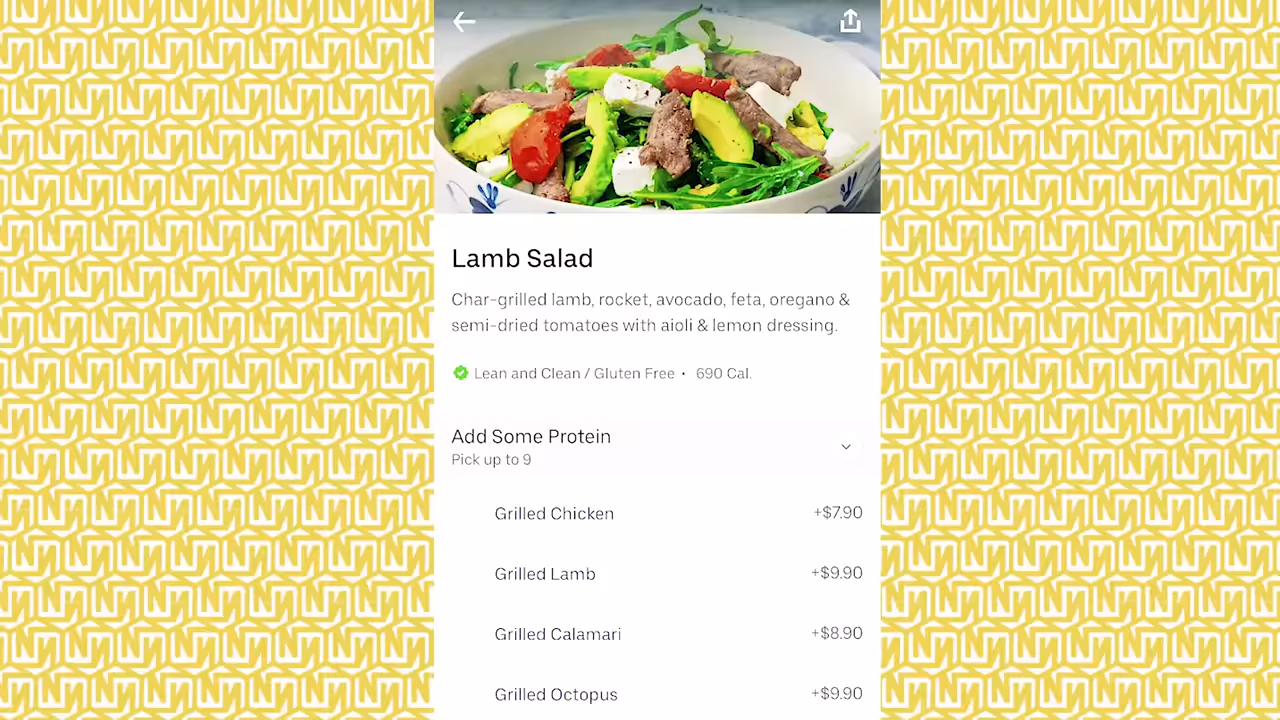 Lamb Salad
Char-grilled lamb, rocket, avocado, feta, oregano &
semi-dried tomatoes with aioli & lemon dressing.
Lean and Clean / Gluten Free • 690 Cal.
Add Some Protein
Pick up to 9
Grilled Chicken +$7.90
Grilled Lamb +$9.90
Grilled Calamari +$8.90
Grilled Octopus +$9.90